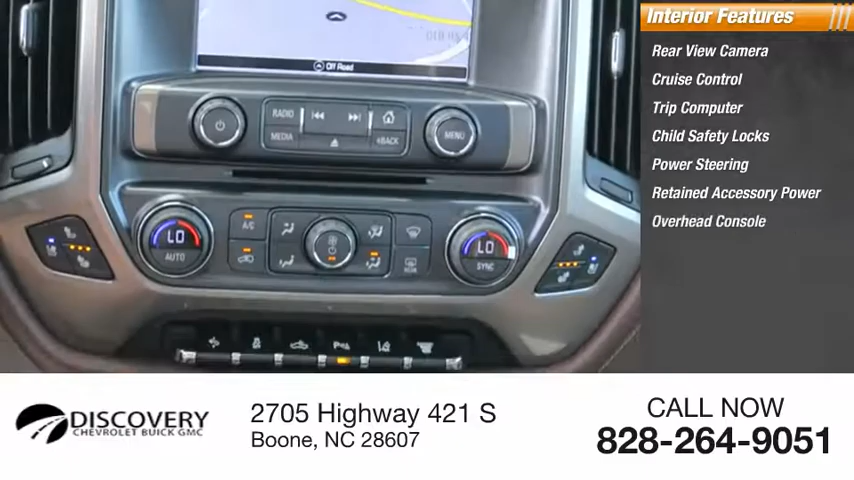 Off Road
RADIO
MEDIA
BACK
MENU
LO
AUTO
A/C
REAR
LO
SYNC
Interior Features
Rear View Camera
Cruise Control
Trip Computer
Child Safety Locks
Power Steering
Retained Accessory Power
Overhead Console
DISCOVERY
CHEVROLET BUICK GMC
2705 Highway 421 S
Boone, NC 28607
CALL NOW
828-264-9051